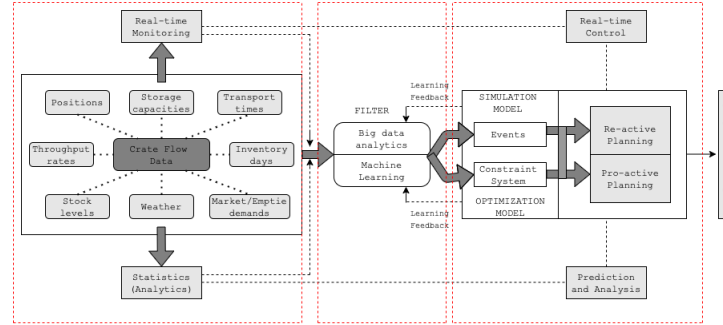 Real-time
Monitoring
Real-time
Control
Positions
Storage
capacities
Transport
times
Throughput
rates
Crate Flow
Data
Inventory
days
Stock
levels
Weather
Market/Emptie
demands
Statistics
(Analytics)
FILTER
Big data
analytics
Machine
Learning
Learning
Feedback
Learning
Feedback
SIMULATION
MODEL
Events
Constraint
System
OPTIMIZATION
MODEL
Re-active
Planning
Pro-active
Planning
Prediction
and Analysis